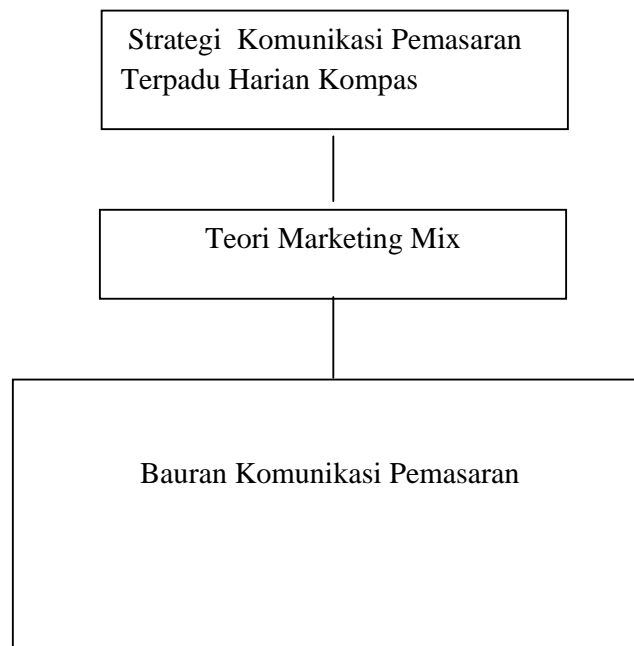 Strategi Komunikasi Pemasaran
Terpadu Harian Kompas
Teori Marketing Mix
Bauran Komunikasi Pemasaran